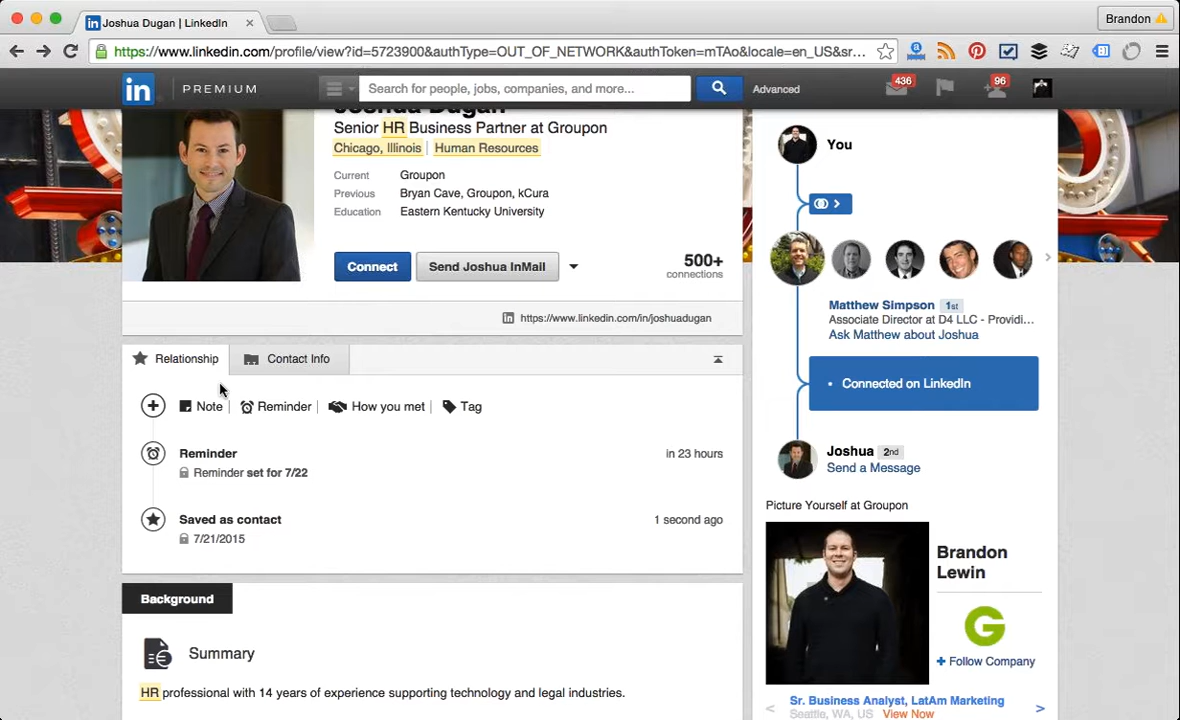 Joshua Dugan | LinkedIn
Brandon
https://www.linkedin.com/profile/view?id=5723900&authType=OUT_OF_NETWORK&authToken=mTAo&locale=en_US&sr...
in PREMIUM
Search for people, jobs, companies, and more...
Advanced
436
96
Joshua Dugan
Senior HR Business Partner at Groupon
Chicago, Illinois | Human Resources
Current Groupon
Previous Bryan Cave, Groupon, kCura
Education Eastern Kentucky University
Connect
Send Joshua InMail
500+
connections
https://www.linkedin.com/in/joshuadugan
Relationship
Contact Info
Note | Reminder | How you met | Tag
Reminder in 23 hours
Reminder set for 7/22
Saved as contact 1 second ago
7/21/2015
Background
Summary
HR professional with 14 years of experience supporting technology and legal industries.
You
Matthew Simpson 1st
Associate Director at D4 LLC - Providi...
Ask Matthew about Joshua
• Connected on LinkedIn
Joshua 2nd
Send a Message
Picture Yourself at Groupon
Brandon
Lewin
G
+ Follow Company
Sr. Business Analyst, LatAm Marketing
Seattle, WA, US View Now